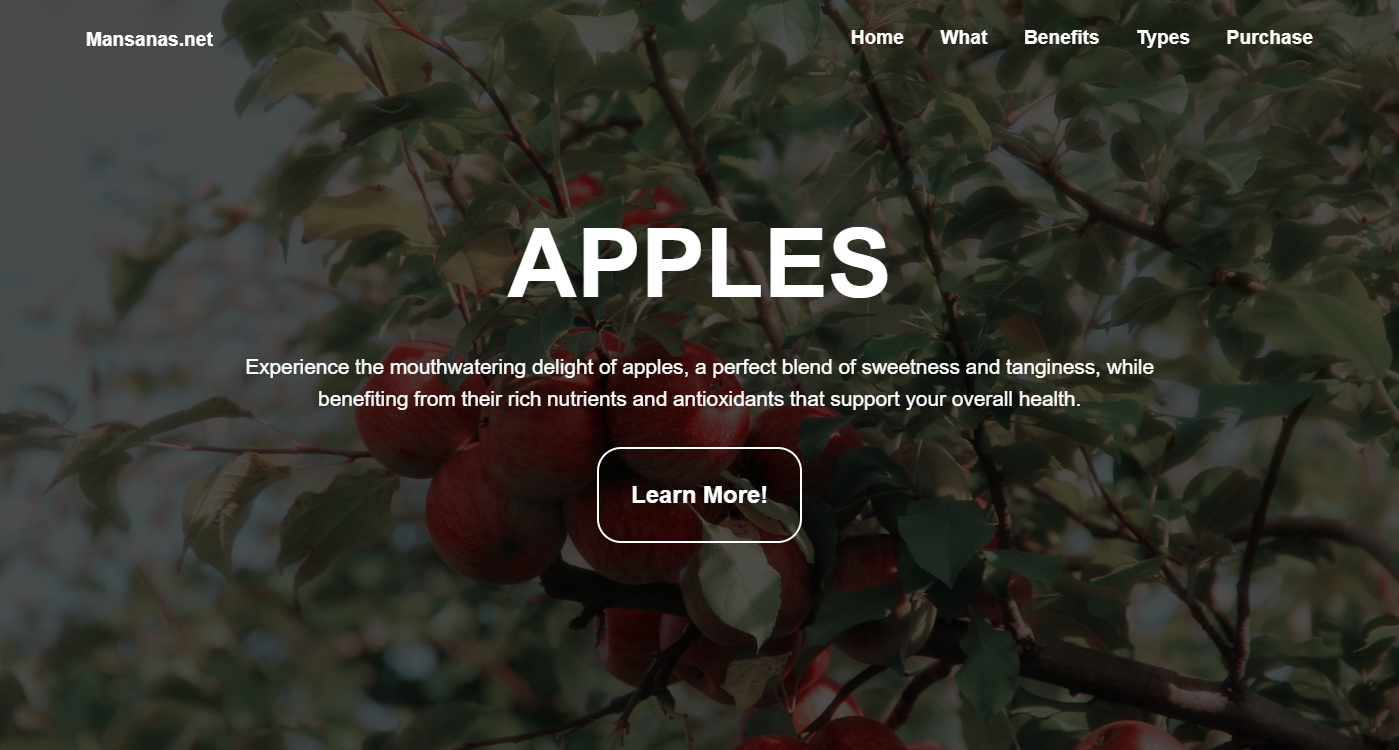 Mansanas.net
Home What Benefits Types Purchase
APPLES
Experience the mouthwatering delight of apples, a perfect blend of sweetness and tanginess, while
benefiting from their rich nutrients and antioxidants that support your overall health.
Learn More!